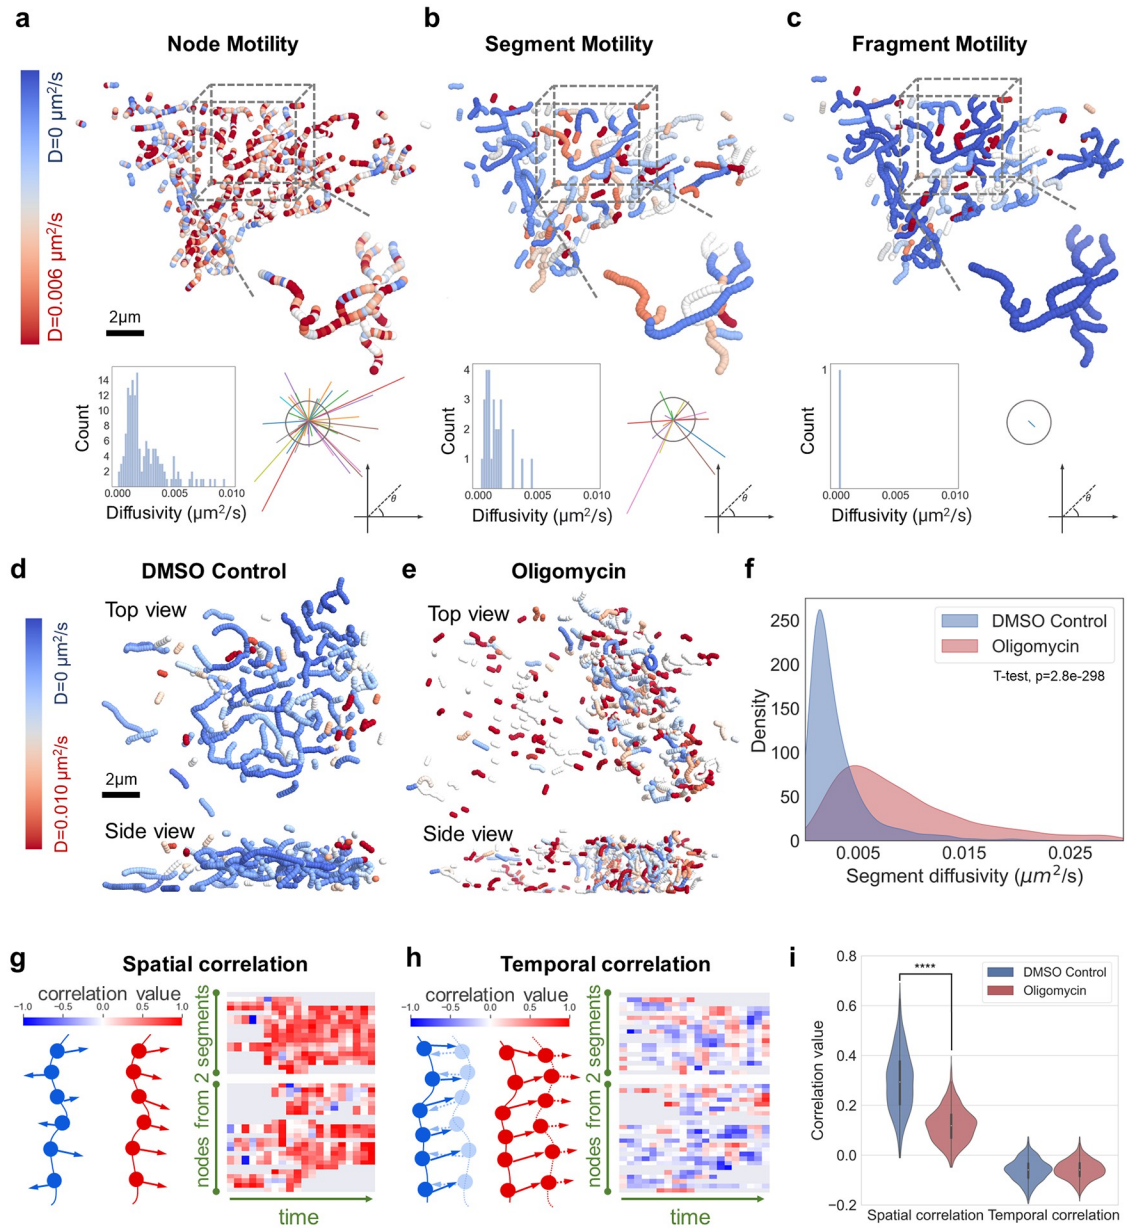 a
Node Motility
b
Segment Motility
c
Fragment Motility
D=0 μm²/s
D=0.006 μm²/s
2μm
Count
14
12
10
8
6
4
2
0.000
0.005
0.010
Diffusivity (μm²/s)
θ
Count
4
3
2
1
0.000
0.005
0.010
Diffusivity (μm²/s)
θ
Count
1
0.000
0.005
0.010
Diffusivity (μm²/s)
θ
d
DMSO Control
Top view
D=0 μm²/s
D=0.010 μm²/s
2μm
Side view
e
Oligomycin
Top view
Side view
f
DMSO Control
Oligomycin
T-test, p=2.8e-298
Density
250
200
150
100
50
0
0.005
0.015
0.025
Segment diffusivity (μm²/s)
g
Spatial correlation
correlation value
−1.0 −0.5 0.0 0.5 1.0
nodes from 2 segments
time
h
Temporal correlation
correlation value
−1.0 −0.5 0.0 0.5 1.0
nodes from 2 segments
time
i
Correlation value
0.8
0.6
0.4
0.2
0.0
−0.2
****
DMSO Control
Oligomycin
Spatial correlation Temporal correlation